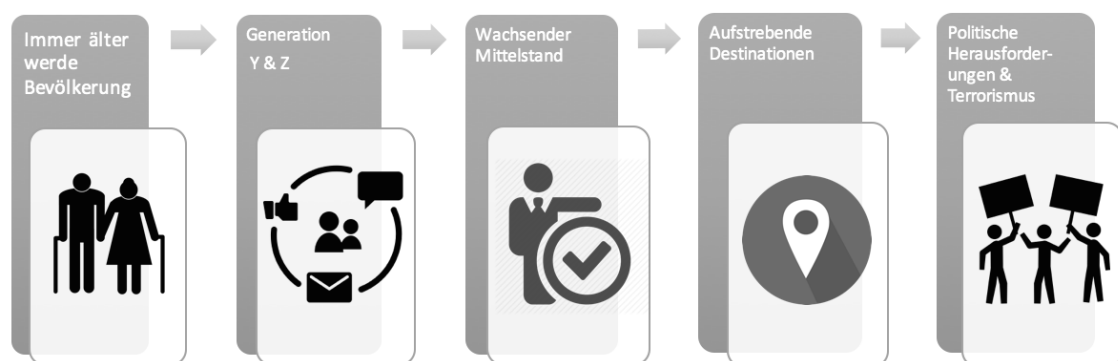 Immer älter
werde
Bevölkerung
Generation
Y & Z
Wachsender
Mittelstand
Aufstrebende
Destinationen
Politische
Herausforder-
ungen &
Terrorismus